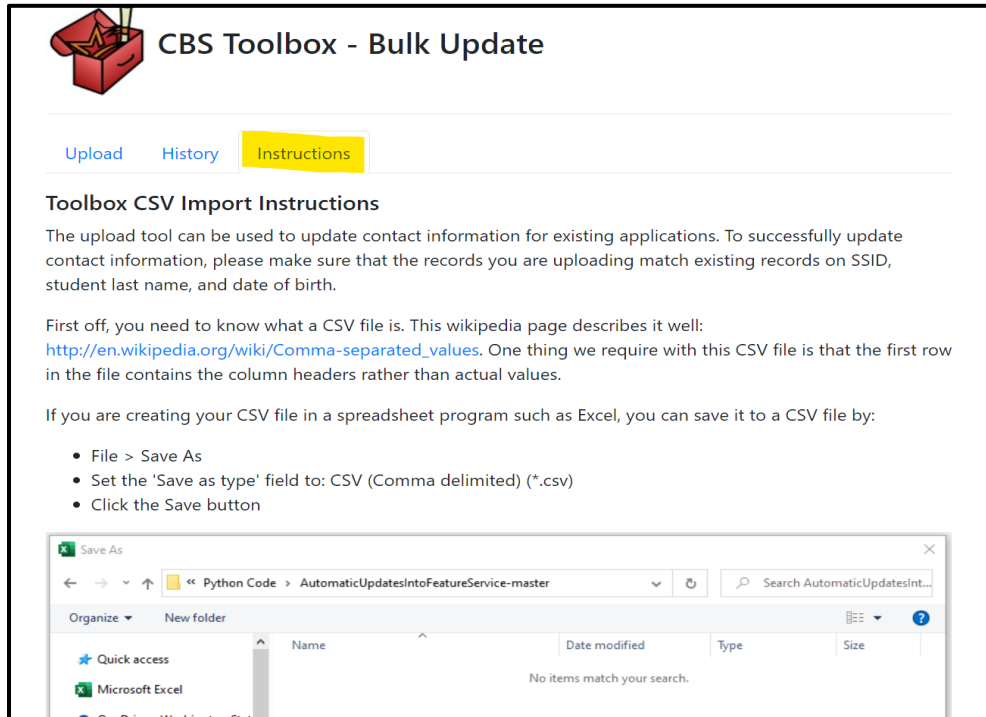 CBS Toolbox - Bulk Update
Upload History Instructions
Toolbox CSV Import Instructions
The upload tool can be used to update contact information for existing applications. To successfully update
contact information, please make sure that the records you are uploading match existing records on SSID,
student last name, and date of birth.
First off, you need to know what a CSV file is. This wikipedia page describes it well:
http://en.wikipedia.org/wiki/Comma-separated_values. One thing we require with this CSV file is that the first row
in the file contains the column headers rather than actual values.
If you are creating your CSV file in a spreadsheet program such as Excel, you can save it to a CSV file by:
• File > Save As
• Set the 'Save as type' field to: CSV (Comma delimited) (*.csv)
• Click the Save button
Save As
« Python Code > AutomaticUpdatesIntoFeatureService-master Search AutomaticUpdatesInt...
Organize New folder
Name Date modified Type Size
Quick access
No items match your search.
Microsoft Excel